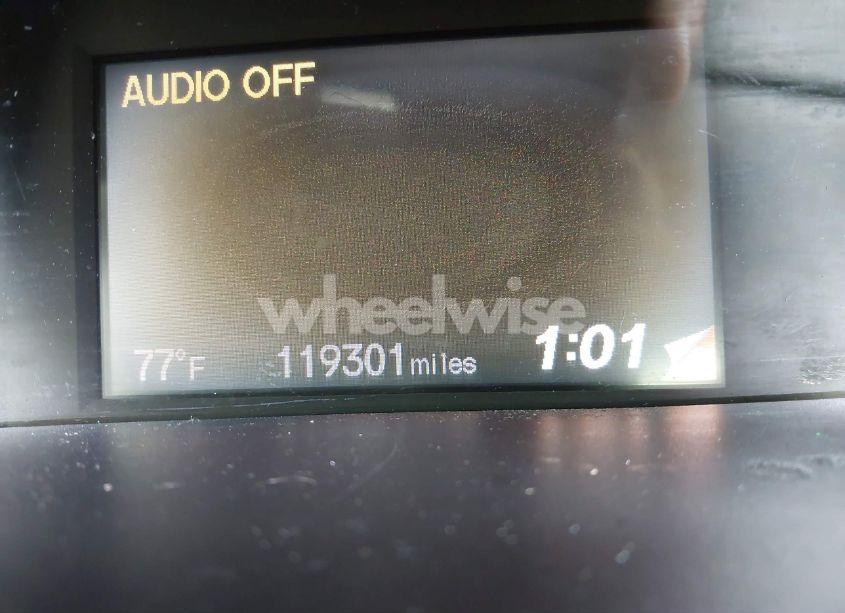 AUDIO OFF
wheelwise
77°F 119301 miles 1:01